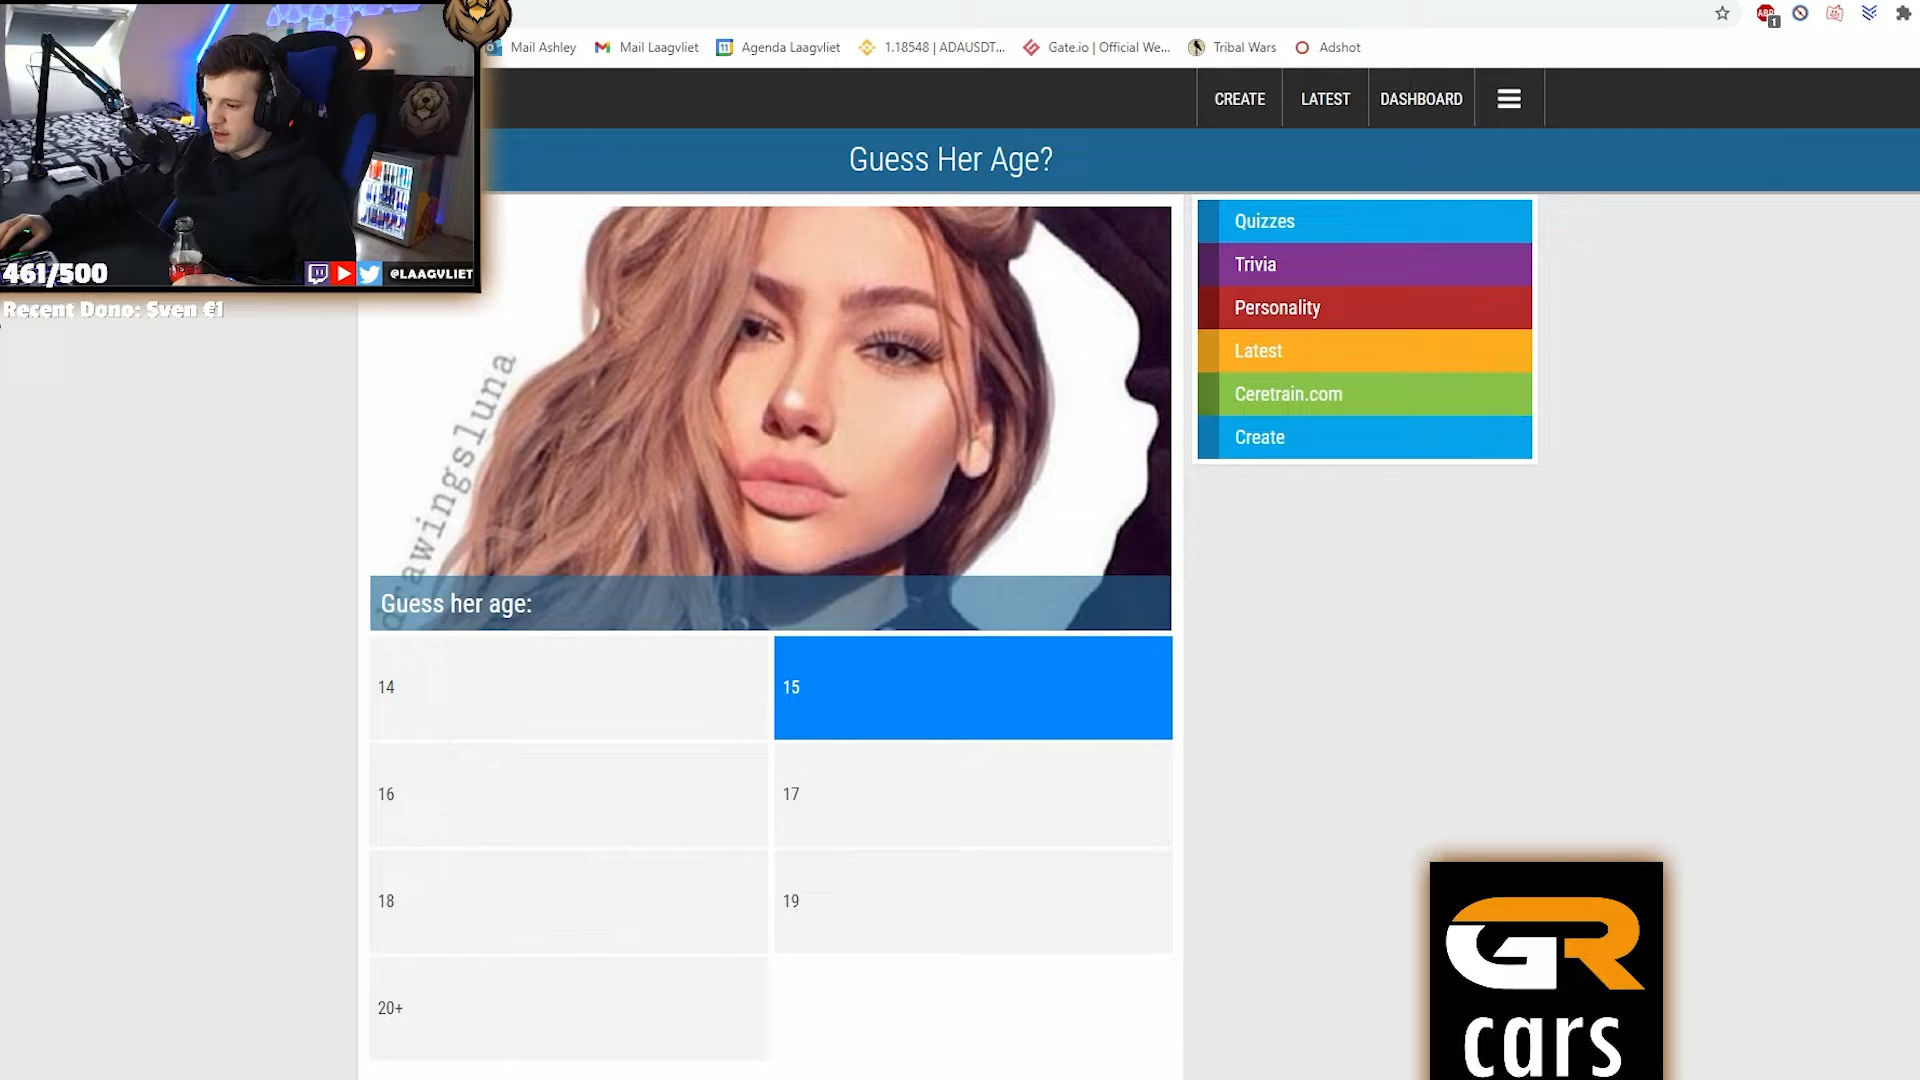 Mail Ashley
Mail Laagvliet
Agenda Laagvliet
1.18548 | ADAUSDT...
Gate.io | Official We...
Tribal Wars
Adshot
1
CREATE
LATEST
DASHBOARD
Guess Her Age?
461/500
@LAAGVLIET
Recent Dono: Sven €1
drawingsluna
Guess her age:
14
15
16
17
18
19
20+
Quizzes
Trivia
Personality
Latest
Ceretrain.com
Create
GR
cars